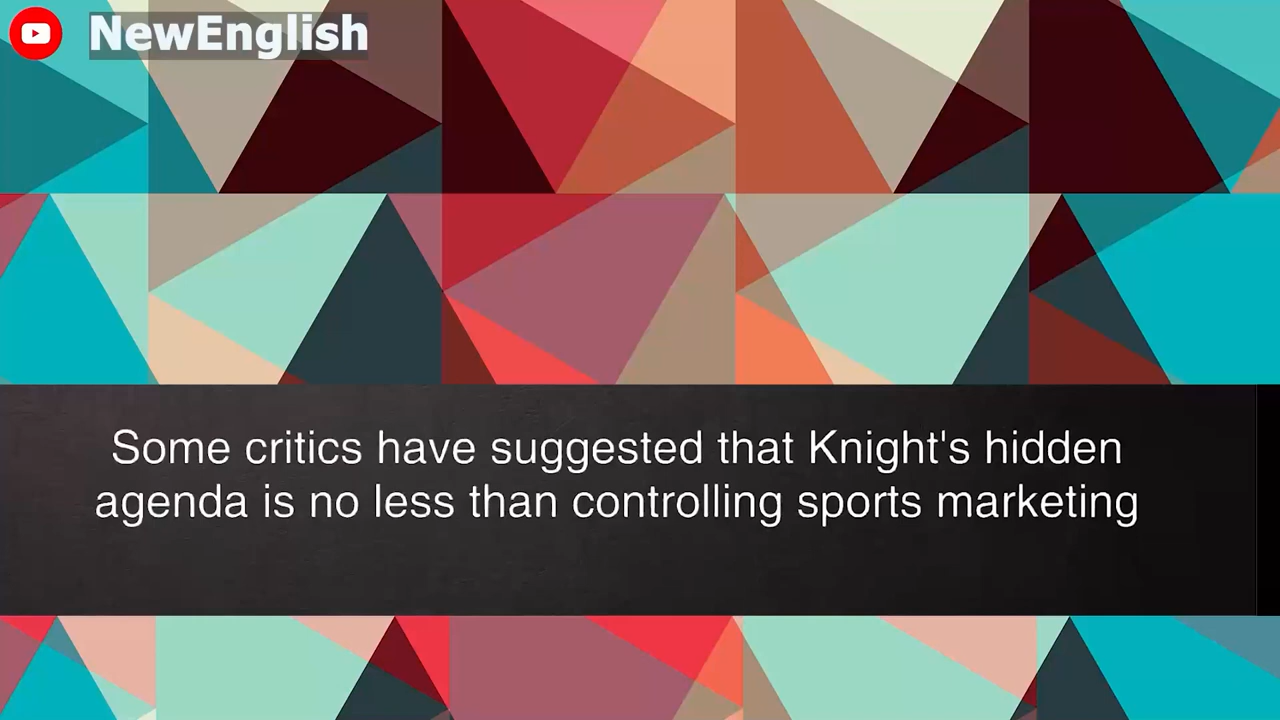 NewEnglish
Some critics have suggested that Knight's hidden
agenda is no less than controlling sports marketing